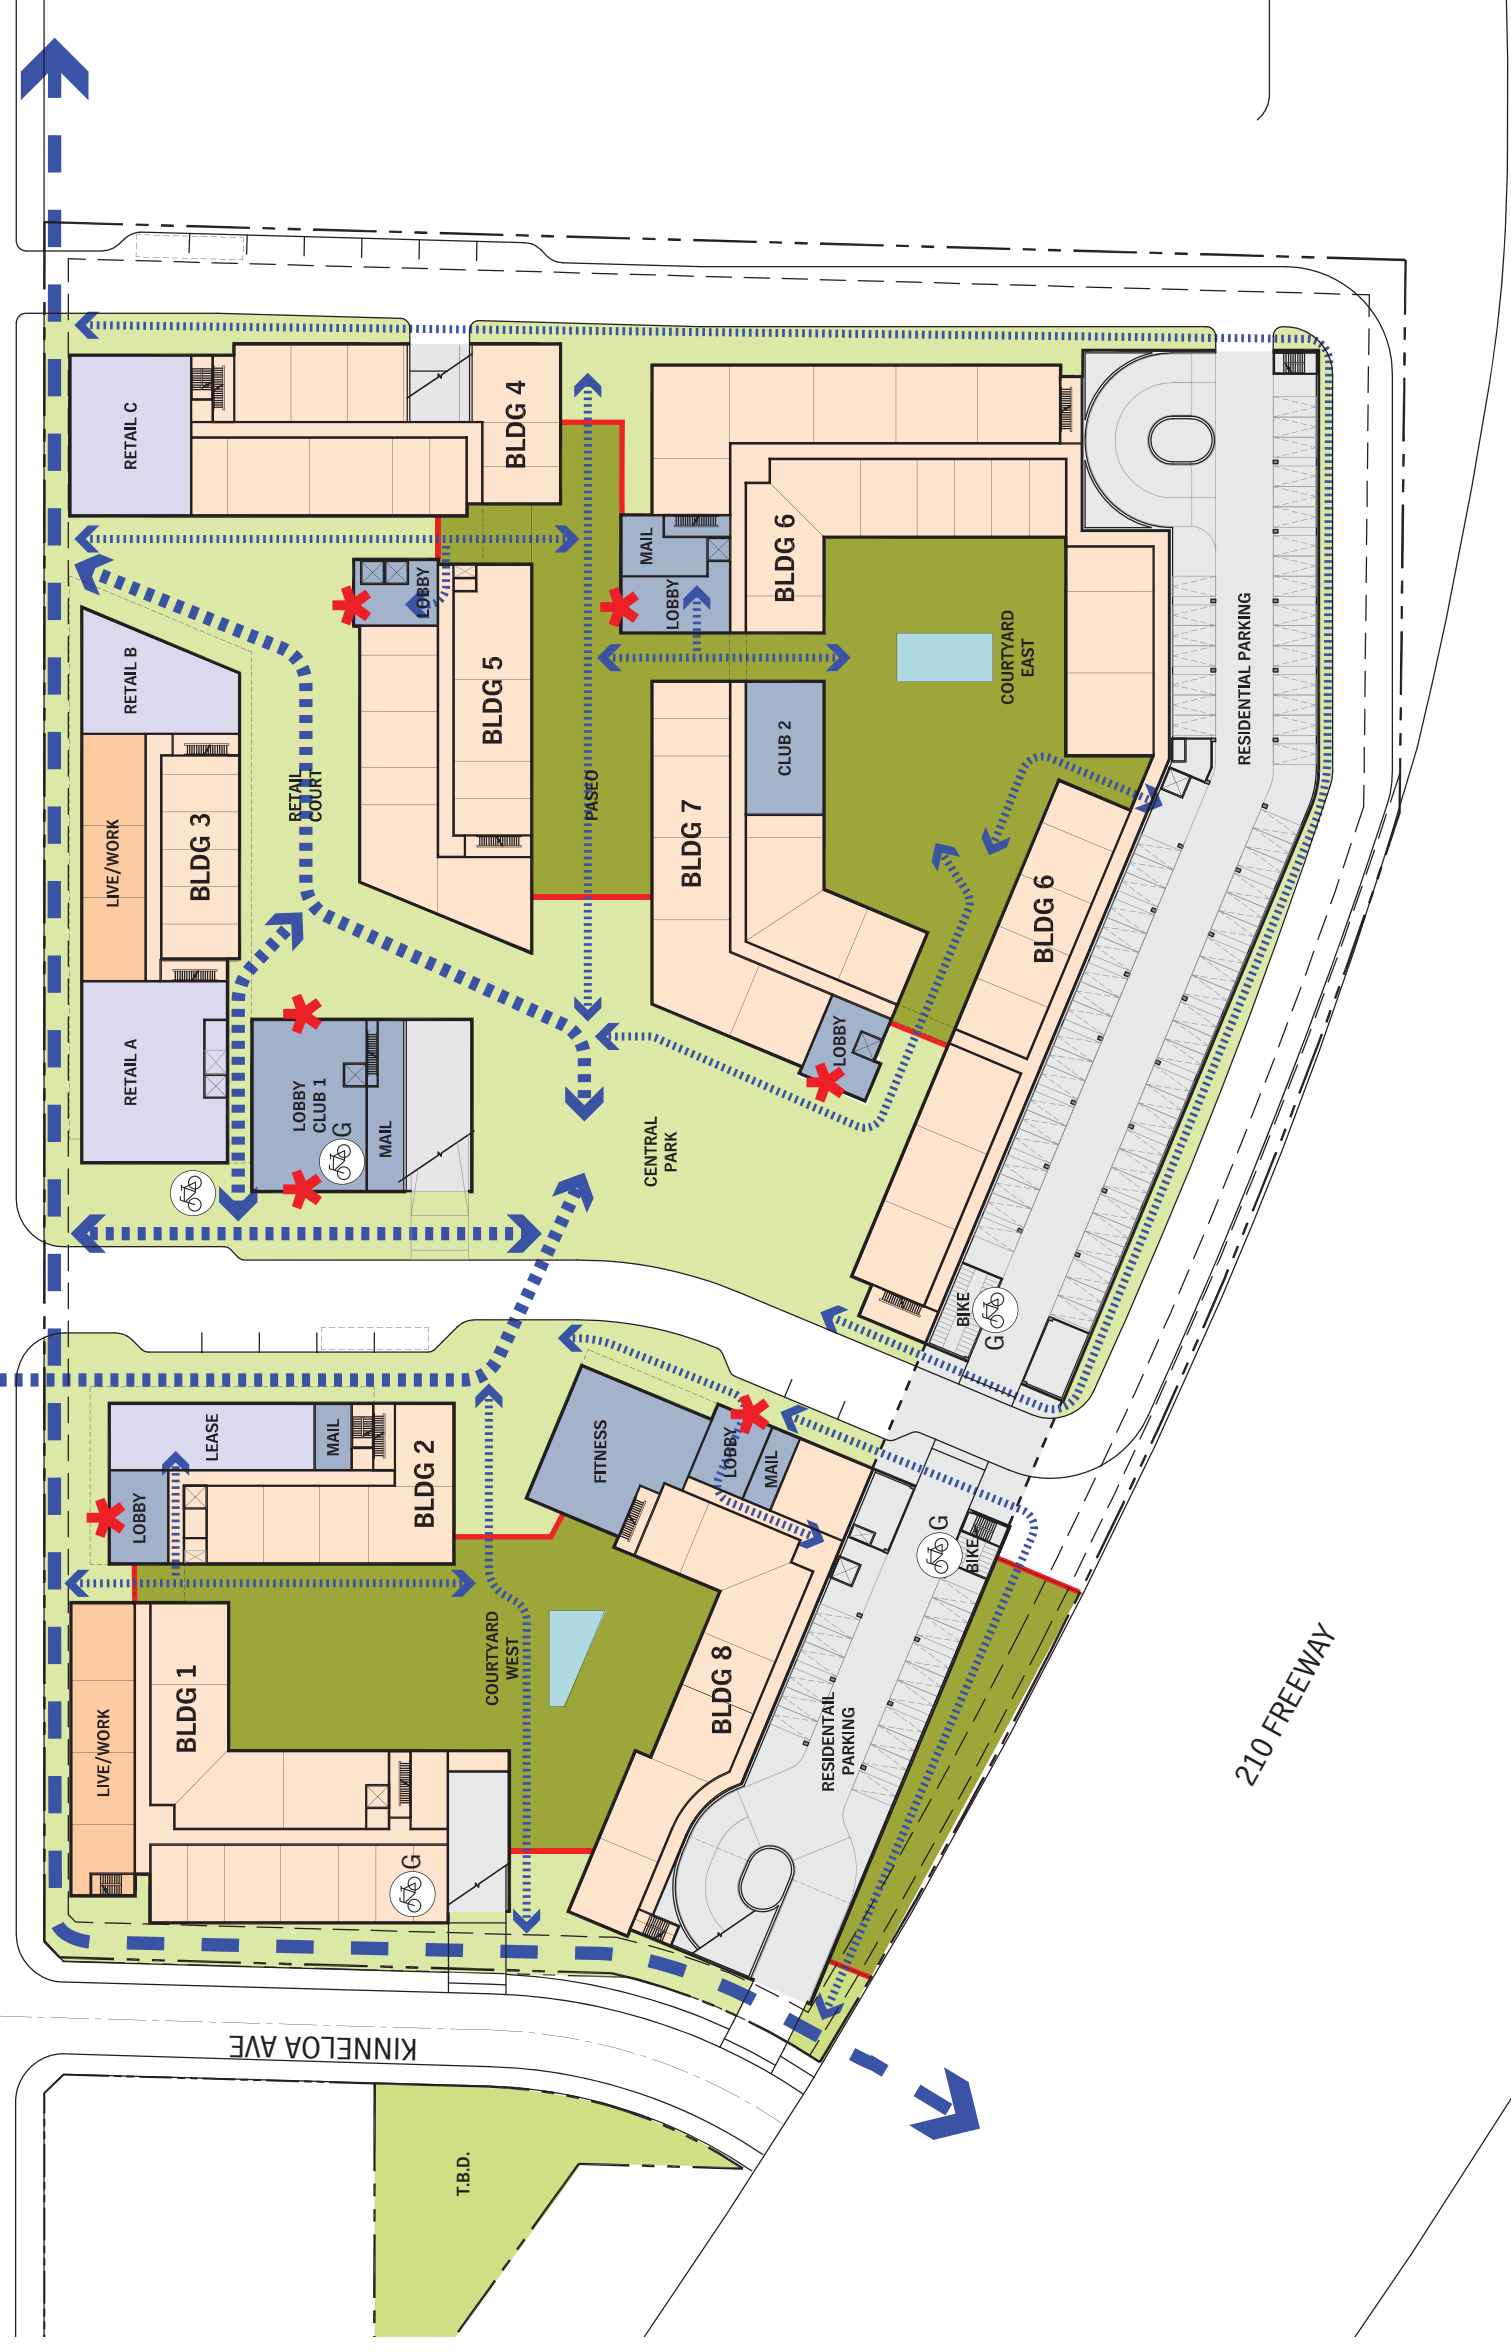 RETAIL C
BLDG 4
MAIL
LOBBY
BLDG 6
LOBBY
RETAIL B
BLDG 5
COURTYARD
EAST
RESIDENTIAL PARKING
CLUB 2
RETAIL
COURT
PASEO
LIVE/WORK
BLDG 3
BLDG 7
BLDG 6
RETAIL A
LOBBY
CLUB 1
G
MAIL
LOBBY
CENTRAL
PARK
BIKE
G
LEASE
MAIL
BLDG 2
LOBBY
FITNESS
LOBBY
MAIL
G
BIKE
COURTYARD
WEST
BLDG 1
LIVE/WORK
BLDG 8
RESIDENTAIL
PARKING
210 FREEWAY
G
KINNELOA AVE
T.B.D.